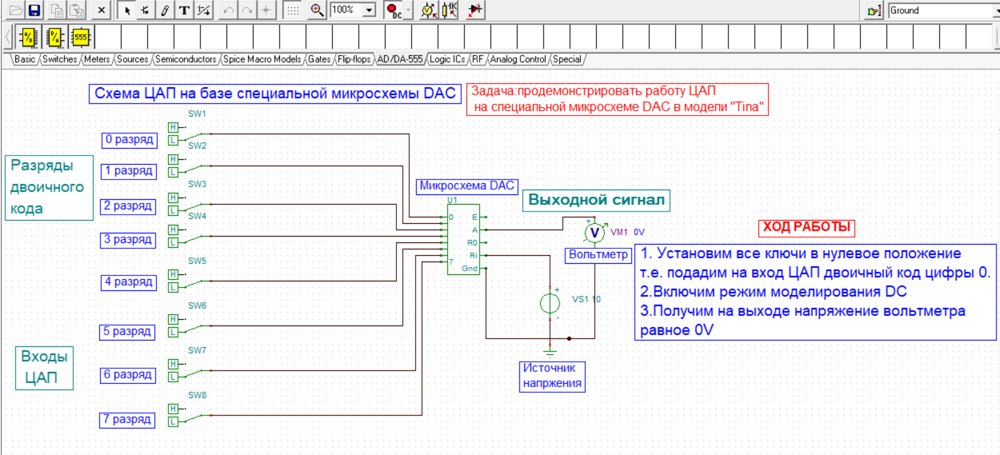 100%
DC
1K
Ground
A/D
D/A
555
Basic Switches Meters Sources Semiconductors Spice Macro Models Gates Flip-flops AD/DA-555 Logic ICs RF Analog Control Special
Схема ЦАП на базе специальной микросхемы DAC
Задача:продемонстрировать работу ЦАП
на специальной микросхеме DAC в модели "Tina"
Разряды
двоичного
кода
Входы
ЦАП
SW1
H
0 разряд
L
SW2
H
1 разряд
L
SW3
H
2 разряд
L
SW4
H
3 разряд
L
SW5
H
4 разряд
L
SW6
H
5 разряд
L
SW7
H
6 разряд
L
SW8
H
7 разряд
L
Микросхема DAC
U1
0 E
A
R0
Ri
7
Gnd
Выходной сигнал
+
V
VM1 0V
Вольтметр
+
VS1 10
-
Источник
напржения
ХОД РАБОТЫ
1. Установим все ключи в нулевое положение
т.е. подадим на вход ЦАП двоичный код цифры 0.
2.Включим режим моделирования DC
3.Получим на выходе напряжение вольтметра
равное 0V